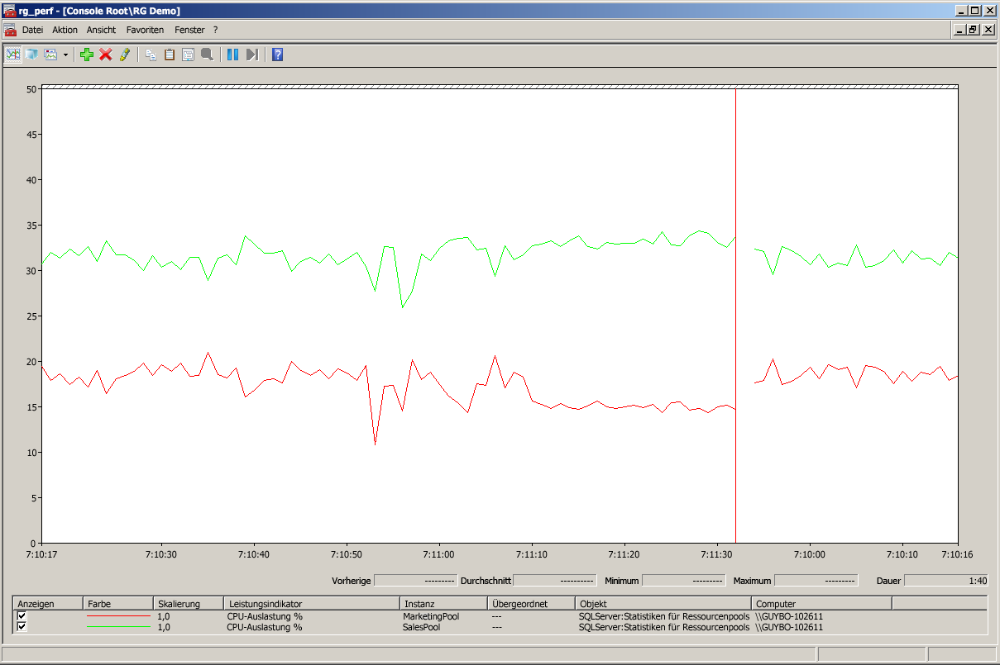 rg_perf - [Console Root\RG Demo]
Datei Aktion Ansicht Favoriten Fenster ?
50
45
40
35
30
25
20
15
10
5
0
7:10:17 7:10:30 7:10:40 7:10:50 7:11:00 7:11:10 7:11:20 7:11:30 7:10:00 7:10:10 7:10:16
Vorherige --------- Durchschnitt ---------- Minimum --------- Maximum --------- Dauer 1:40
Anzeigen Farbe Skalierung Leistungsindikator Instanz Übergeordnet Objekt Computer
1,0 CPU-Auslastung % MarketingPool --- SQLServer:Statistiken für Ressourcenpools \\GUYBO-102611
1,0 CPU-Auslastung % SalesPool --- SQLServer:Statistiken für Ressourcenpools \\GUYBO-102611